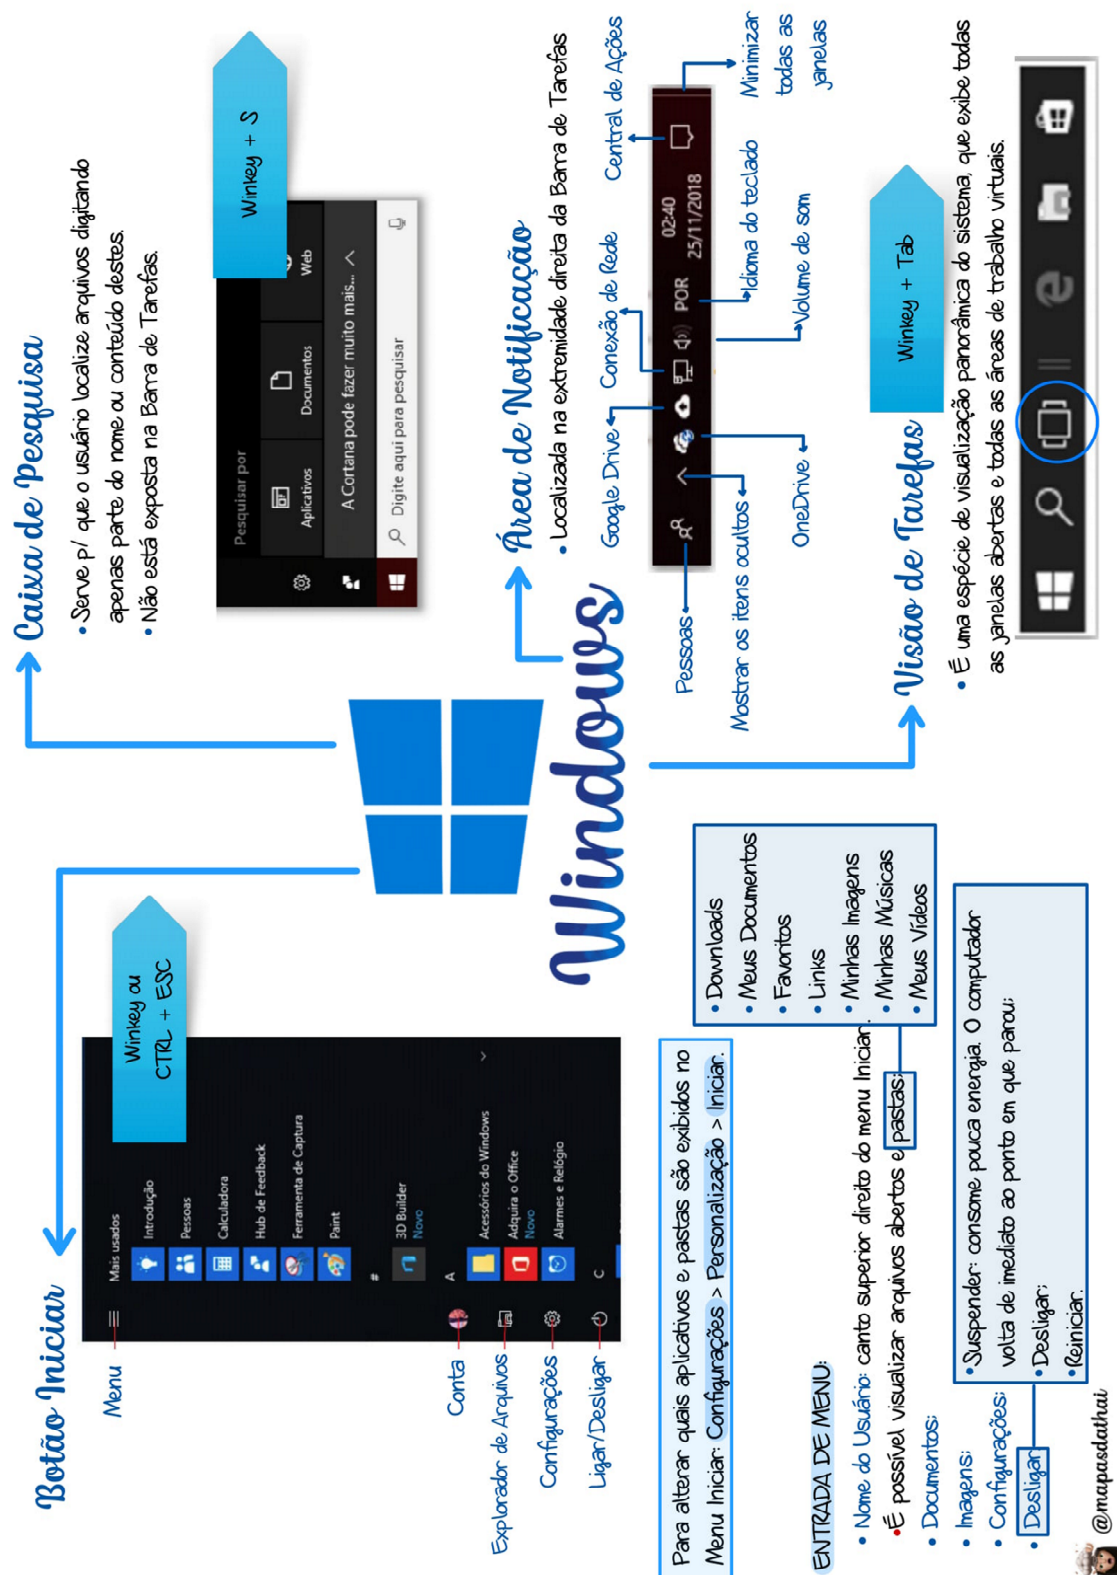 Botão Iniciar
Winkey ou
CTRL + ESC
Menu
Mais usados
Introdução
Pessoas
Calculadora
Hub de Feedback
Ferramenta de Captura
Paint
#
3D Builder
Novo
A
Conta
Acessórios do Windows
Explorador de Arquivos
Adquira o Office
Novo
Configurações
Alarmes e Relógio
C
Ligar/Desligar
Para alterar quais aplicativos e pastas são exibidos no
Menu Iniciar: Configurações > Personalização > Iniciar.
ENTRADA DE MENU:
• Nome do Usuário: canto superior direito do menu Iniciar.
• É possível visualizar arquivos abertos e pastas;
• Downloads
• Meus Documentos
• Favoritos
• Links
• Minhas Imagens
• Minhas Músicas
• Meus Vídeos
• Documentos;
• Imagens;
• Configurações;
• Desligar
• Suspender: consome pouca energia. O computador
volta de imediato ao ponto em que parou;
• Desligar;
• Reiniciar.
@mapasdathai
Windows
Caixa de Pesquisa
• Serve p/ que o usuário localize arquivos digitando
apenas parte do nome ou conteúdo destes.
• Não está exposta na Barra de Tarefas.
Winkey + S
Pesquisar por
Aplicativos
Documentos
Web
A Cortana pode fazer muito mais...
Digite aqui para pesquisar
Área de Notificação
• Localizada na extremidade direita da Barra de Tarefas
Google Drive
Conexão de Rede
Central de Ações
POR
02:40
25/11/2018
Pessoas
Mostrar os itens ocultos
OneDrive
Volume de som
Idioma do teclado
Minimizar
todas as
janelas
Visão de Tarefas
Winkey + Tab
• É uma espécie de visualização panorâmica do sistema, que exibe todas
as janelas abertas e todas as áreas de trabalho virtuais.